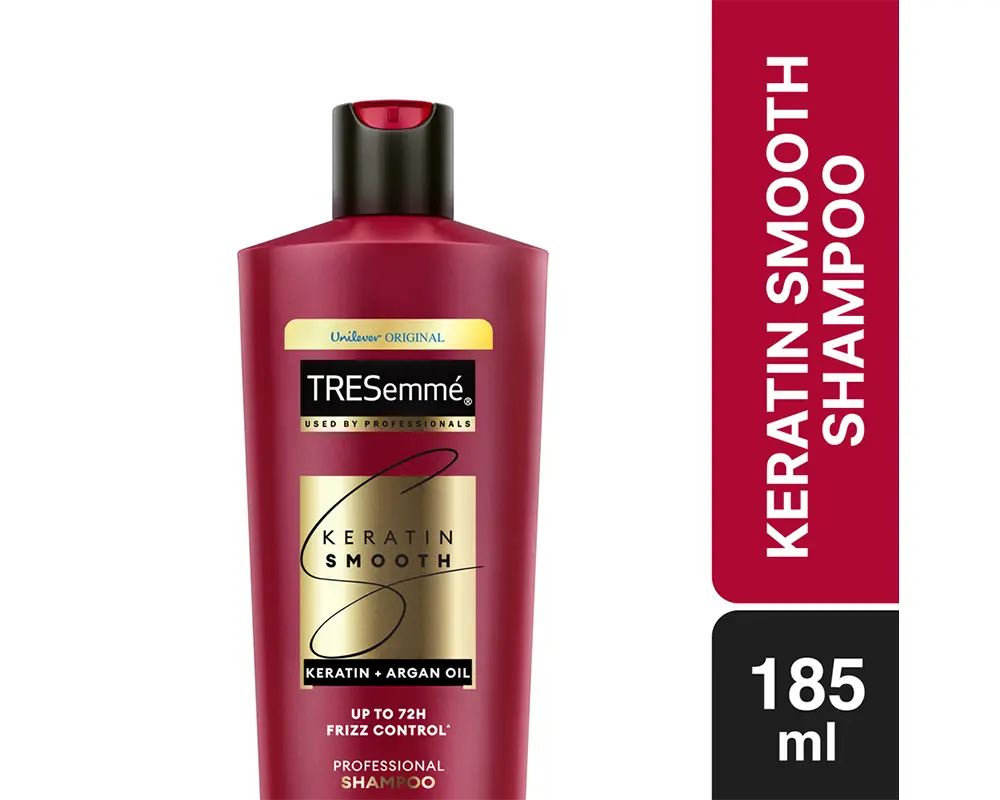 Unilever ORIGINAL
TRESemmé®
USED BY PROFESSIONALS
KERATIN
SMOOTH
KERATIN + ARGAN OIL
UP TO 72H
FRIZZ CONTROL^
PROFESSIONAL
SHAMPOO
KERATIN SMOOTH
SHAMPOO
185
ml